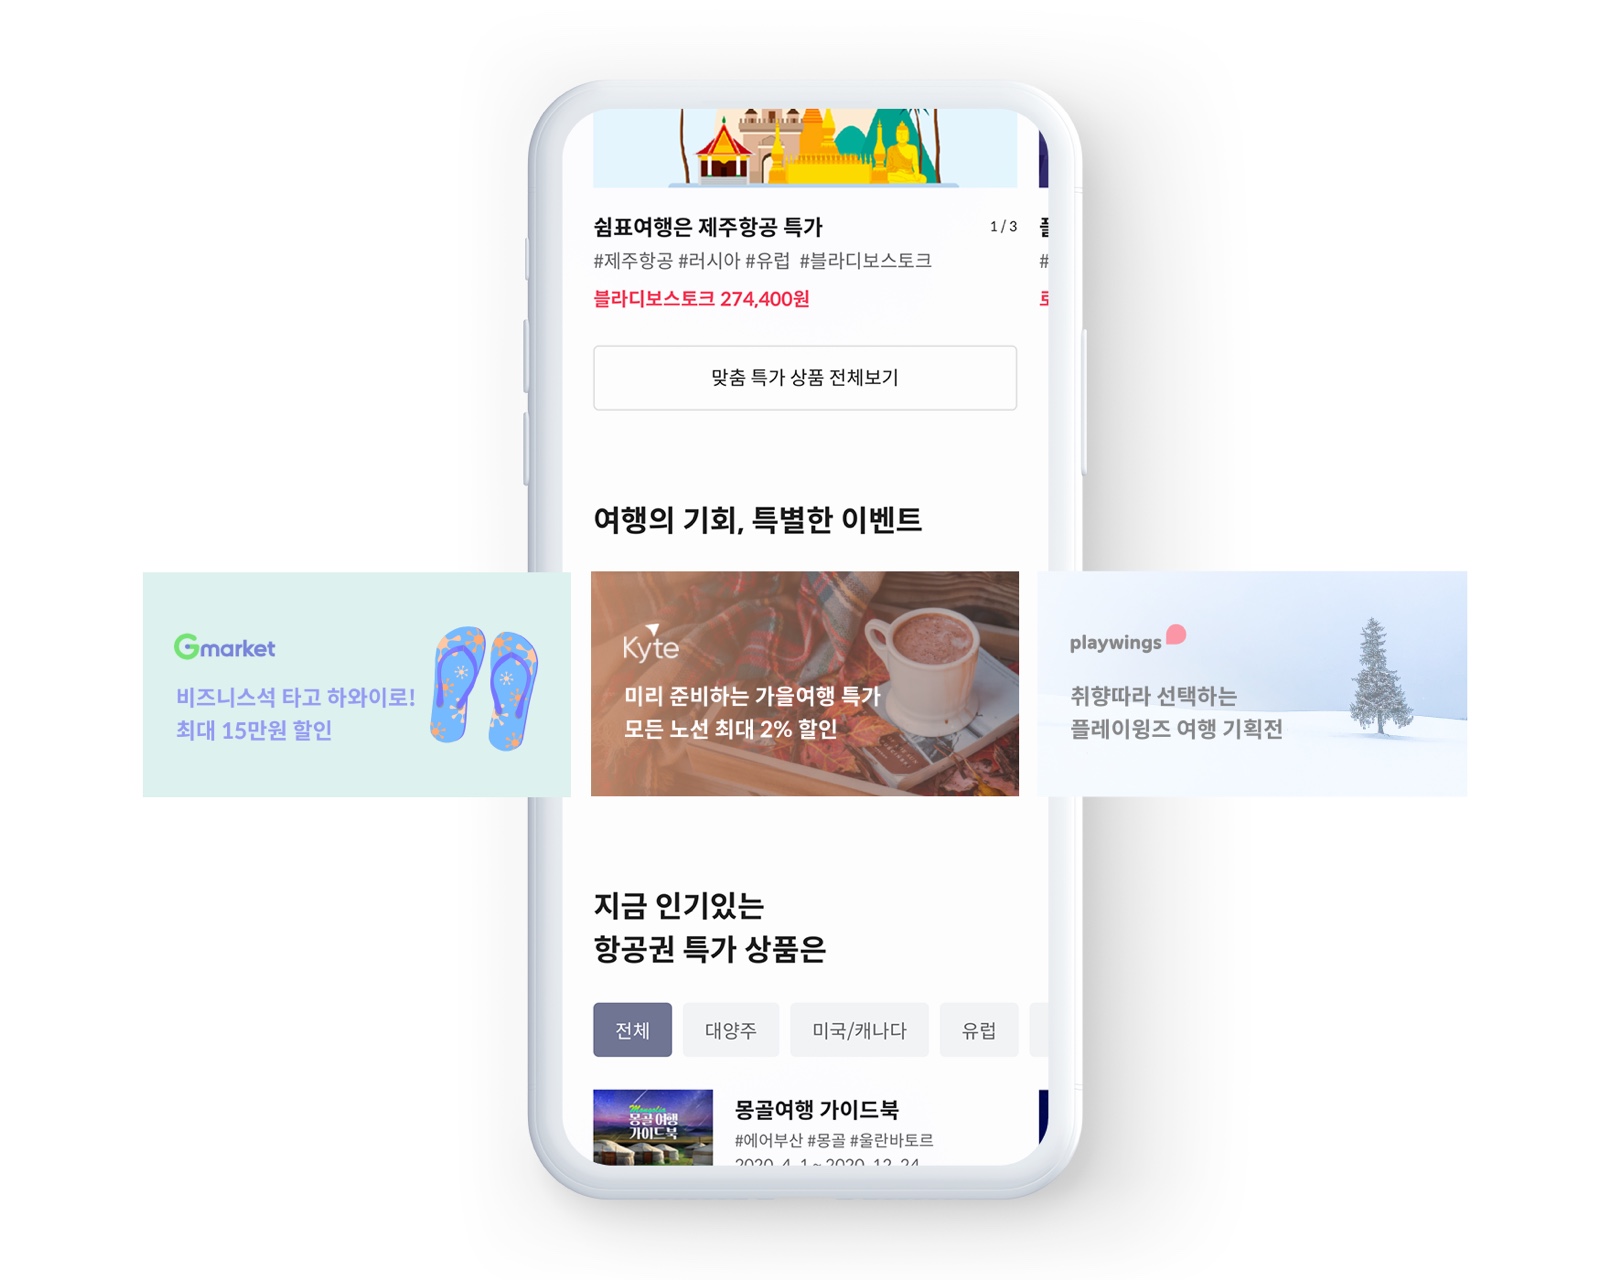 쉼표여행은 제주항공 특가
1 / 3
#제주항공 #러시아 #유럽 #블라디보스토크
블라디보스토크 274,400원
맞춤 특가 상품 전체보기
여행의 기회, 특별한 이벤트
Gmarket
비즈니스석 타고 하와이로!
최대 15만원 할인
Kyte
미리 준비하는 가을여행 특가
모든 노선 최대 2% 할인
playwings
취향따라 선택하는
플레이윙즈 여행 기획전
지금 인기있는
항공권 특가 상품은
전체
대양주
미국/캐나다
유럽
Mongolia
몽골 여행
가이드북
몽골여행 가이드북
#에어부산 #몽골 #울란바토르
2020. 4. 1 ~ 2020. 12. 24